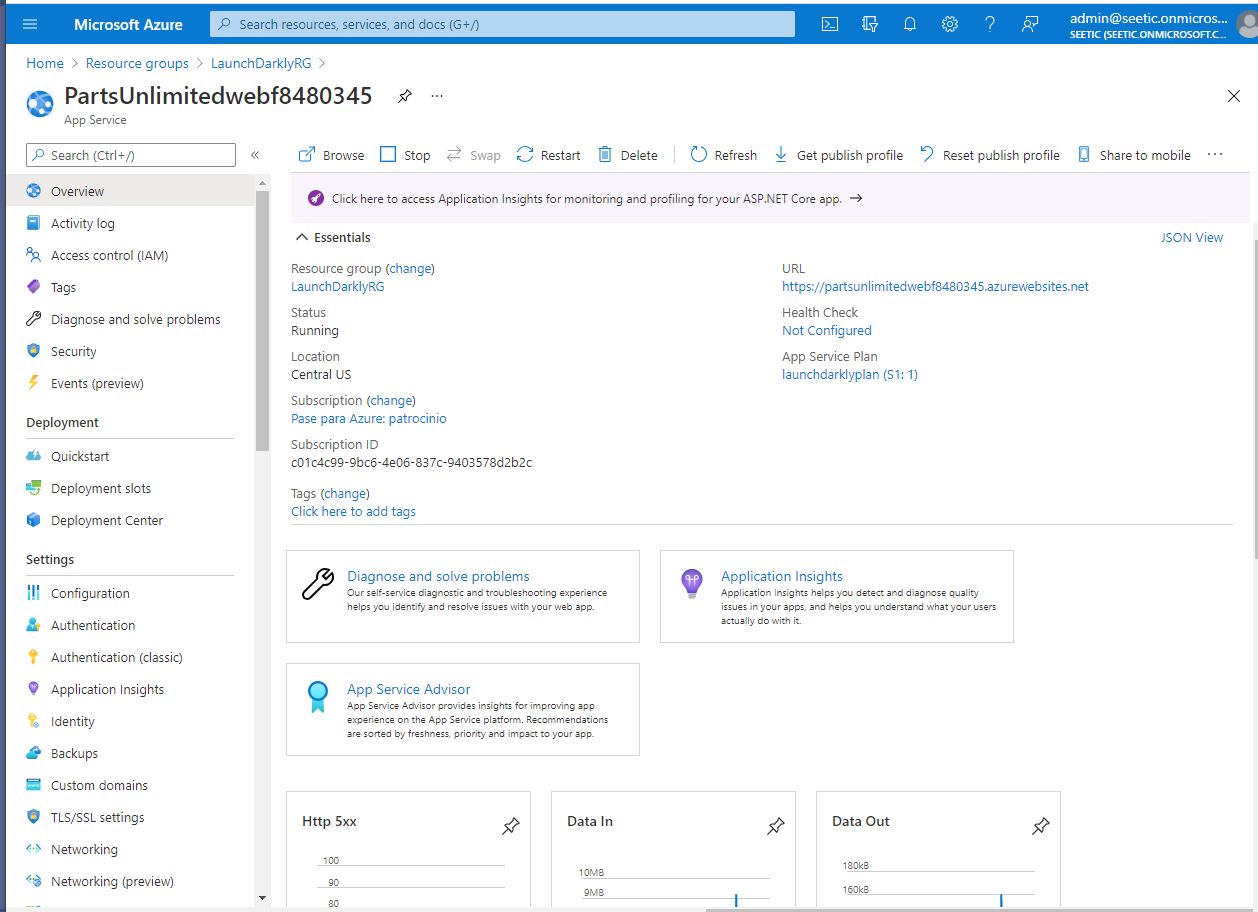 Microsoft Azure
Search resources, services, and docs (G+/)
admin@seetic.onmicros...
SEETIC (SEETIC.ONMICROSOFT.C...
Home > Resource groups > LaunchDarklyRG >
PartsUnlimitedwebf8480345
App Service
Search (Ctrl+/)
Overview
Activity log
Access control (IAM)
Tags
Diagnose and solve problems
Security
Events (preview)
Deployment
Quickstart
Deployment slots
Deployment Center
Settings
Configuration
Authentication
Authentication (classic)
Application Insights
Identity
Backups
Custom domains
TLS/SSL settings
Networking
Networking (preview)
Browse Stop Swap Restart Delete Refresh Get publish profile Reset publish profile Share to mobile
Click here to access Application Insights for monitoring and profiling for your ASP.NET Core app. →
Essentials
JSON View
Resource group (change)
LaunchDarklyRG
Status
Running
Location
Central US
Subscription (change)
Pase para Azure: patrocinio
Subscription ID
c01c4c99-9bc6-4e06-837c-9403578d2b2c
Tags (change)
Click here to add tags
URL
https://partsunlimitedwebf8480345.azurewebsites.net
Health Check
Not Configured
App Service Plan
launchdarklyplan (S1: 1)
Diagnose and solve problems
Our self-service diagnostic and troubleshooting experience
helps you identify and resolve issues with your web app.
Application Insights
Application Insights helps you detect and diagnose quality
issues in your apps, and helps you understand what your users
actually do with it.
App Service Advisor
App Service Advisor provides insights for improving app
experience on the App Service platform. Recommendations
are sorted by freshness, priority and impact to your app.
Http 5xx
100
90
80
Data In
10MB
9MB
Data Out
180kB
160kB